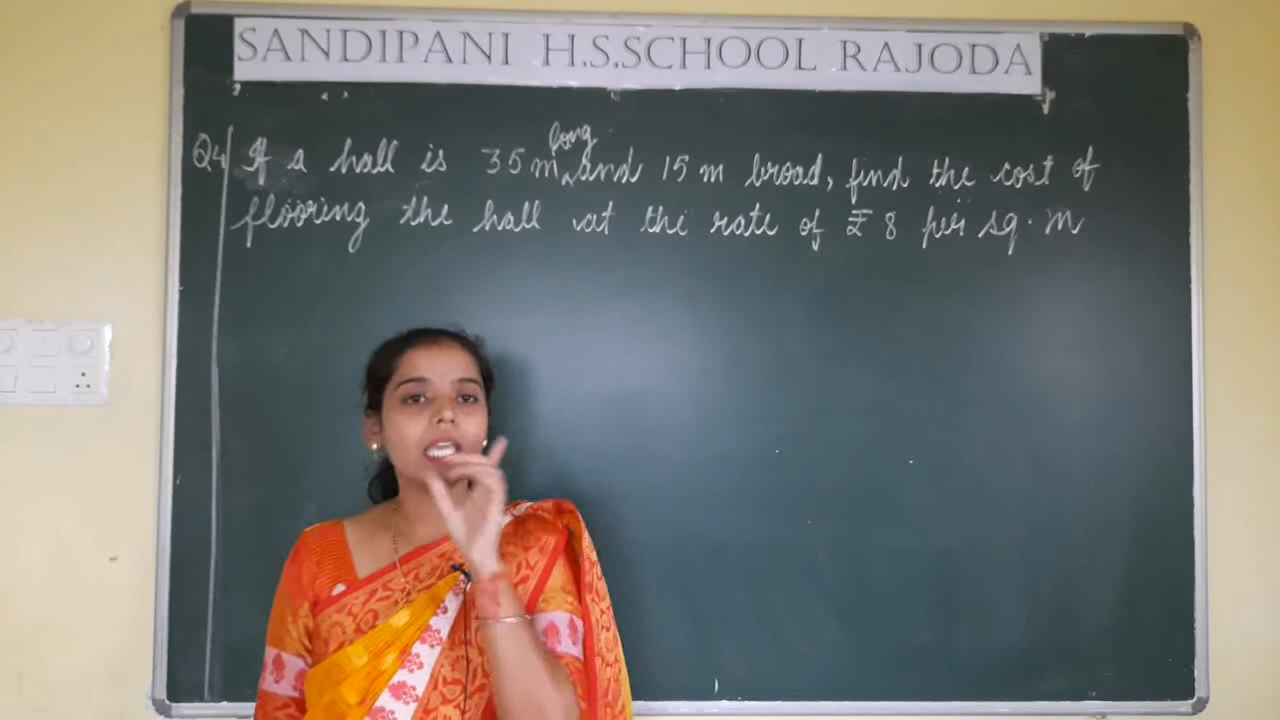 SANDIPANI H.S.SCHOOL RAJODA
Q4 If a hall is 35 m long and 15 m broad, find the cost of
flooring the hall at the rate of ₹ 8 per sq. m